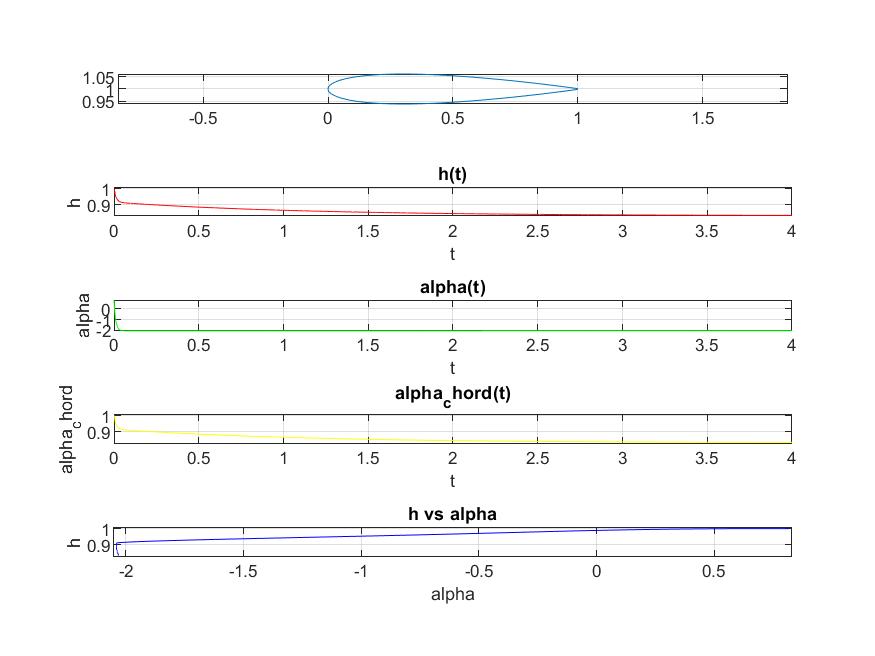 1.05
1
0.95
-0.5 0 0.5 1 1.5
h(t)
1
0.9
h
0 0.5 1 1.5 2 2.5 3 3.5 4
t
alpha(t)
0
-1
-2
alpha
0 0.5 1 1.5 2 2.5 3 3.5 4
t
alpha_chord(t)
1
0.9
alpha_chord
0 0.5 1 1.5 2 2.5 3 3.5 4
t
h vs alpha
1
0.9
h
-2 -1.5 -1 -0.5 0 0.5
alpha